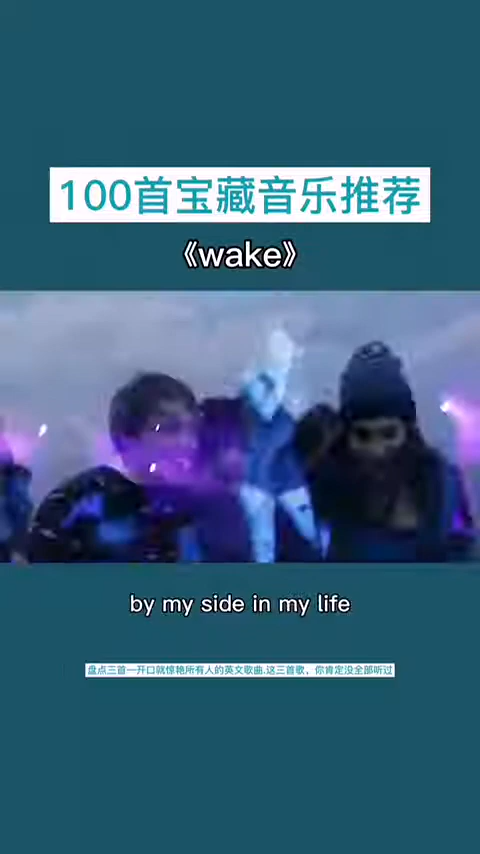 100首宝藏音乐推荐
《wake》
by my side in my life
盘点三首一开口就惊艳所有人的英文歌曲.这三首歌，你肯定没全部听过